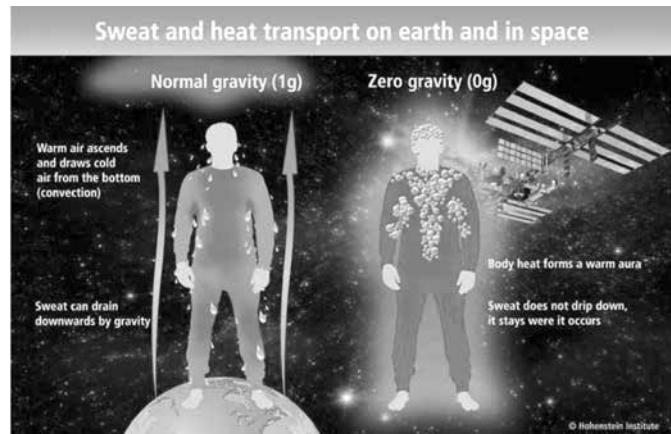 Sweat and heat transport on earth and in space
Normal gravity (1g)
Warm air ascends
and draws cold
air from the bottom
(convection)
Sweat can drain
downwards by gravity
Zero gravity (0g)
Body heat forms a warm aura
Sweat does not drip down,
it stays were it occurs
© Hohenstein Institute